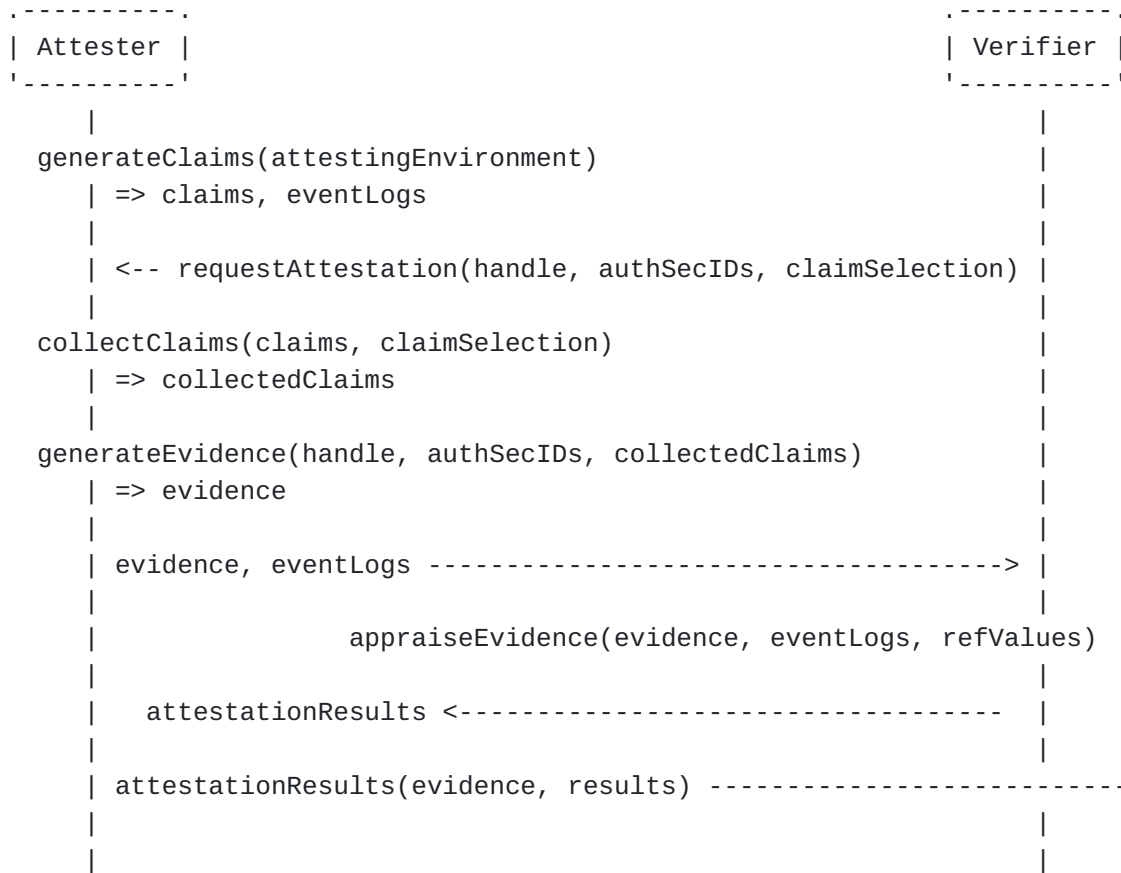 .----------. .----------.
| Attester | | Verifier |
'----------' '----------'
| |
generateClaims(attestingEnvironment) |
| => claims, eventLogs |
| |
| <-- requestAttestation(handle, authSecIDs, claimSelection) |
| |
collectClaims(claims, claimSelection) |
| => collectedClaims |
| |
generateEvidence(handle, authSecIDs, collectedClaims) |
| => evidence |
| |
| evidence, eventLogs -------------------------------------> |
| |
| appraiseEvidence(evidence, eventLogs, refValues)
| |
| attestationResults <----------------------------------- |
| |
| attestationResults(evidence, results) ---------------------------
| |
| |